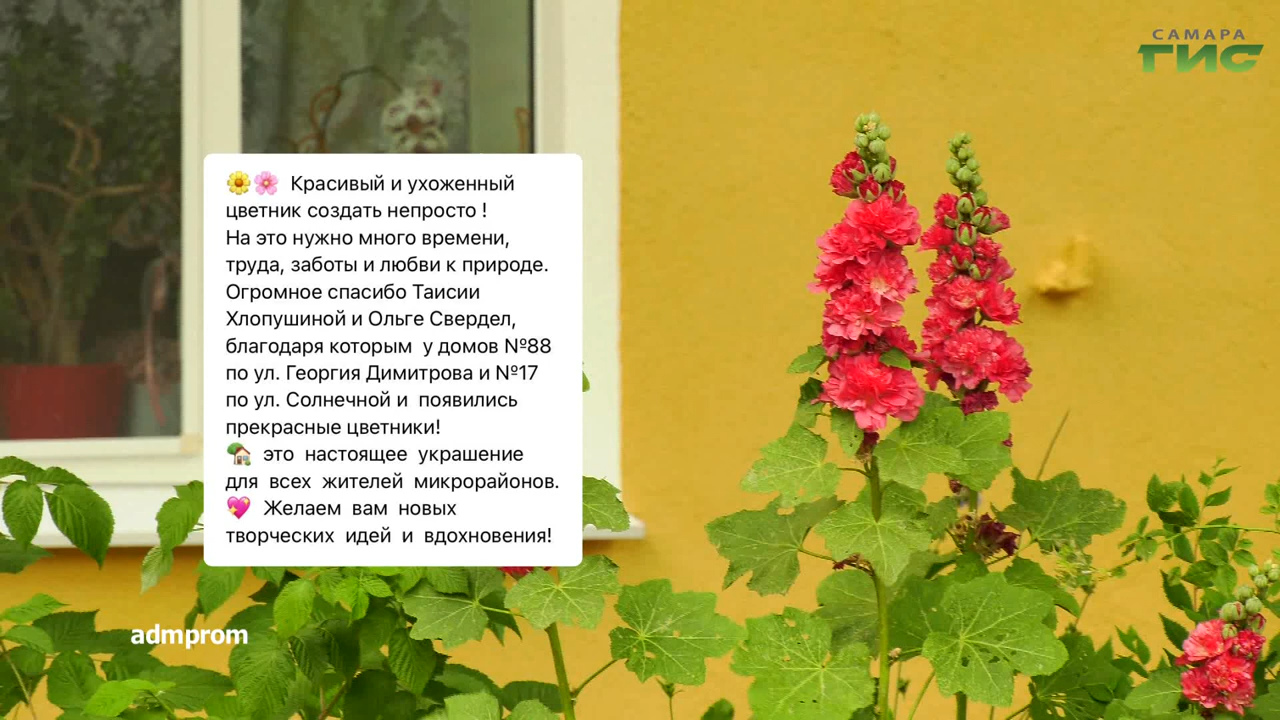 САМАРА
ГИС
🌼🌸 Красивый и ухоженный
цветник создать непросто !
На это нужно много времени,
труда, заботы и любви к природе.
Огромное спасибо Таисии
Хлопушиной и Ольге Свердел,
благодаря которым у домов №88
по ул. Георгия Димитрова и №17
по ул. Солнечной и появились
прекрасные цветники!
🏡 это настоящее украшение
для всех жителей микрорайонов.
💖 Желаем вам новых
творческих идей и вдохновения!
admprom